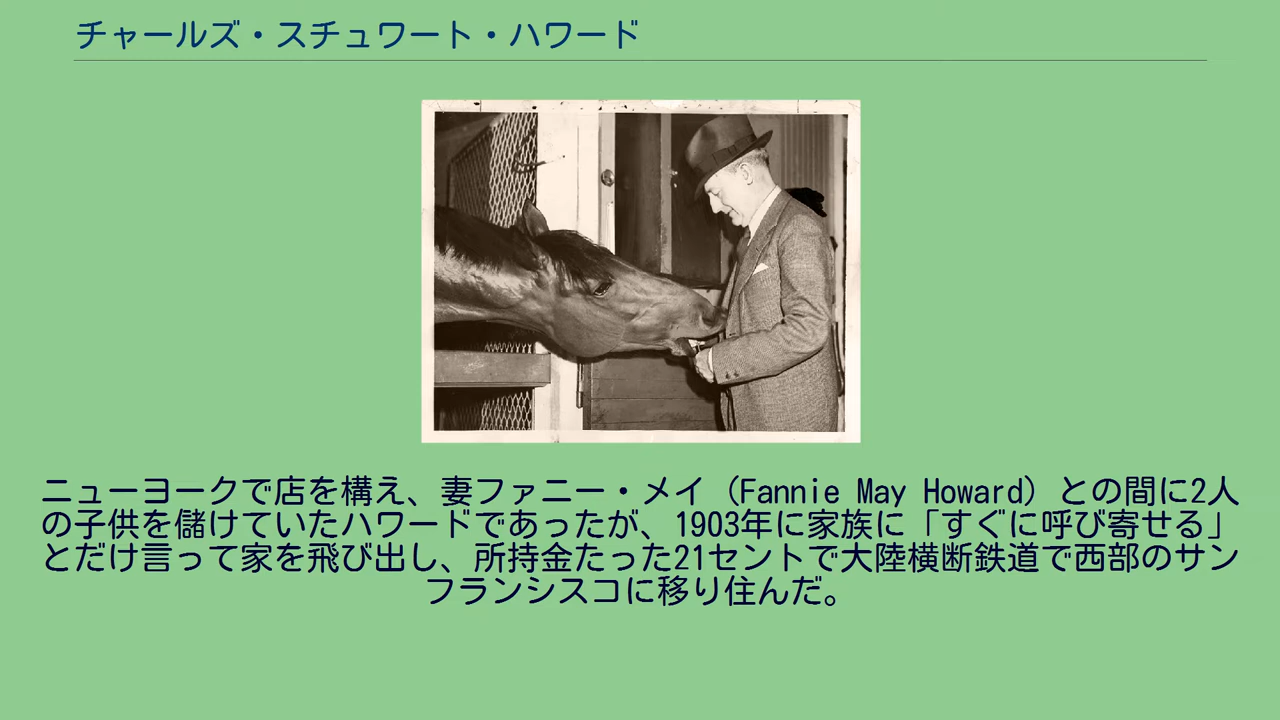 チャールズ・スチュワート・ハワード
ニューヨークで店を構え、妻ファニー・メイ（Fannie May Howard）との間に2人
の子供を儲けていたハワードであったが、1903年に家族に「すぐに呼び寄せる」
とだけ言って家を飛び出し、所持金たった21セントで大陸横断鉄道で西部のサン
フランシスコに移り住んだ。